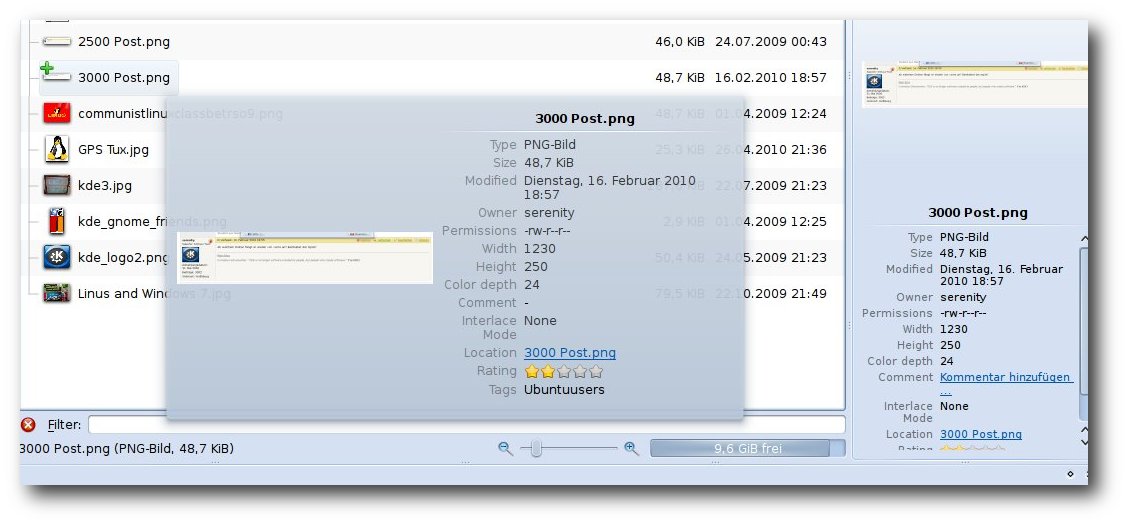 2500 Post.png 46,0 KiB 24.07.2009 00:43
3000 Post.png 48,7 KiB 16.02.2010 18:57
communistlinuxclassbetrso9.png 48,7 KiB 01.04.2009 12:24
GPS Tux.jpg 25,3 KiB 26.04.2010 21:36
kde3.jpg 22.07.2009 21:23
kde_gnome_friends.png 2,9 KiB 01.04.2009 12:25
kde_logo2.png 50,4 KiB 24.05.2009 21:23
Linus and Windows 7.jpg 79,5 KiB 22.10.2009 21:49
3000 Post.png
Type PNG-Bild
Size 48,7 KiB
Modified Dienstag, 16. Februar 2010
18:57
Owner serenity
Permissions -rw-r--r--
Width 1230
Height 250
Color depth 24
Comment -
Interlace None
Mode
Location 3000 Post.png
Rating
Tags Ubuntuusers
3000 Post.png
Type PNG-Bild
Size 48,7 KiB
Modified Dienstag, 16. Februar
2010 18:57
Owner serenity
Permissions -rw-r--r--
Width 1230
Height 250
Color depth 24
Comment Kommentar hinzufügen
...
Interlace None
Mode
Location 3000 Post.png
Rating
Filter:
3000 Post.png (PNG-Bild, 48,7 KiB) 9,6 GiB frei